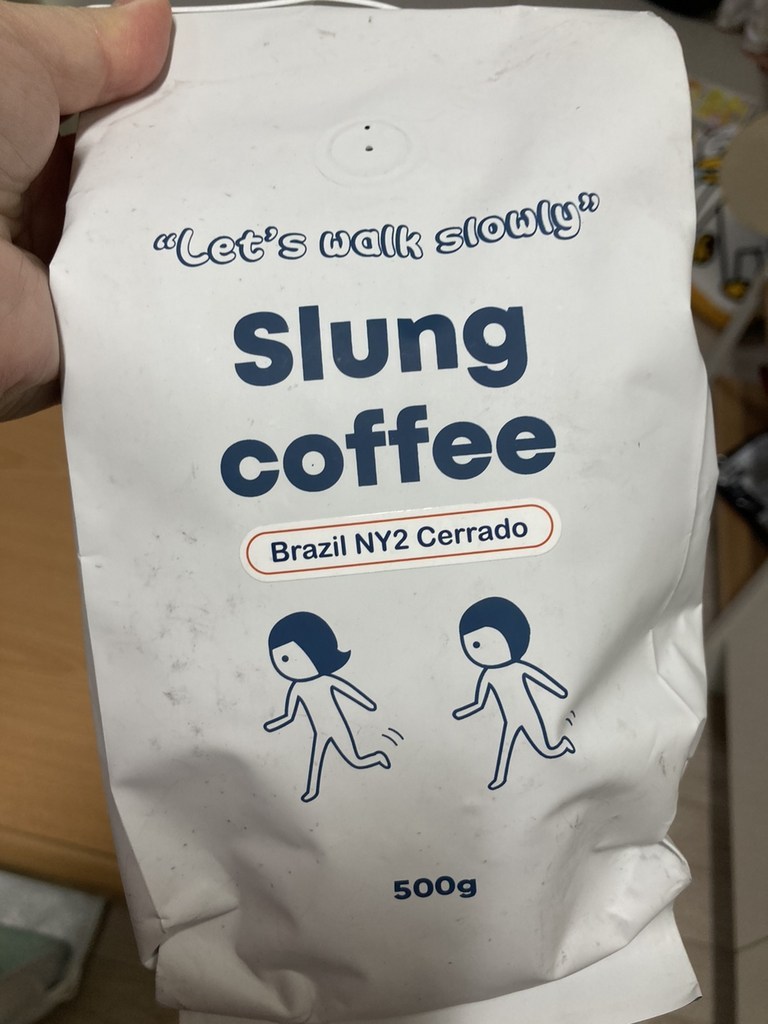 “Let’s walk slowly”
Slung
coffee
Brazil NY2 Cerrado
500g